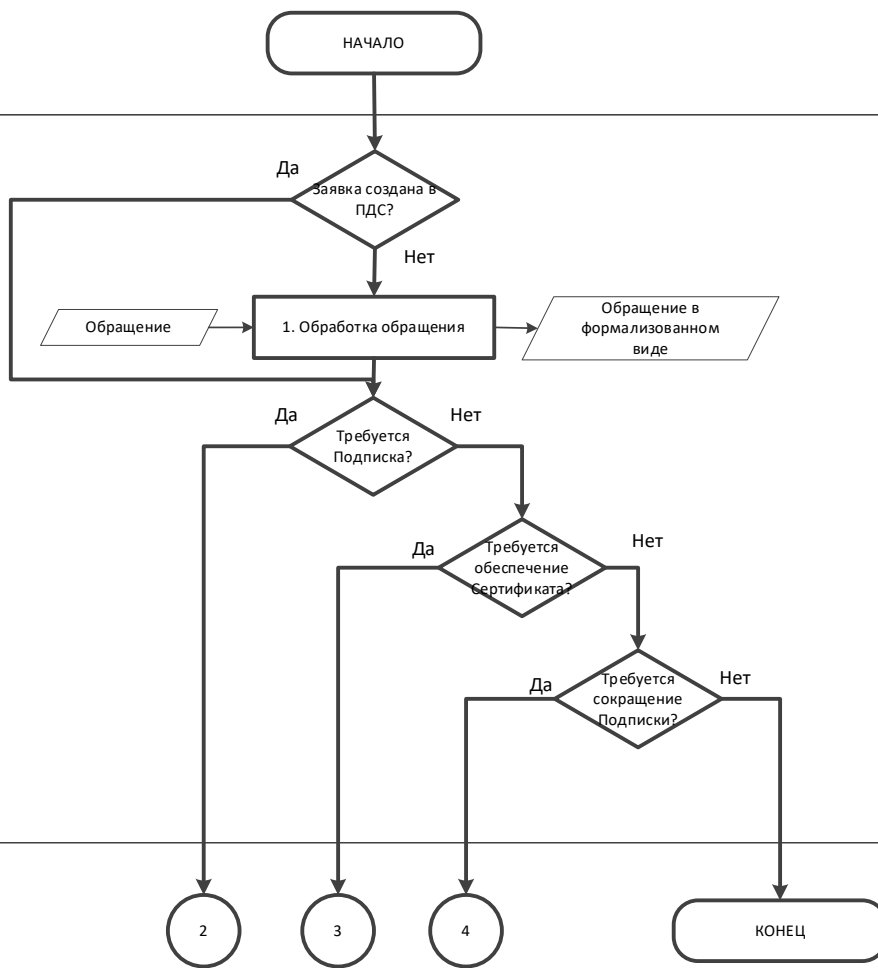 НАЧАЛО
Да
Заявка создана в
ПДС?
Нет
Обращение
1. Обработка обращения
Обращение в
формализованном
виде
Да
Нет
Требуется
Подписка?
Да
Требуется
обеспечение
Сертификата?
Нет
Да
Требуется
сокращение
Подписки?
Нет
2
3
4
КОНЕЦ